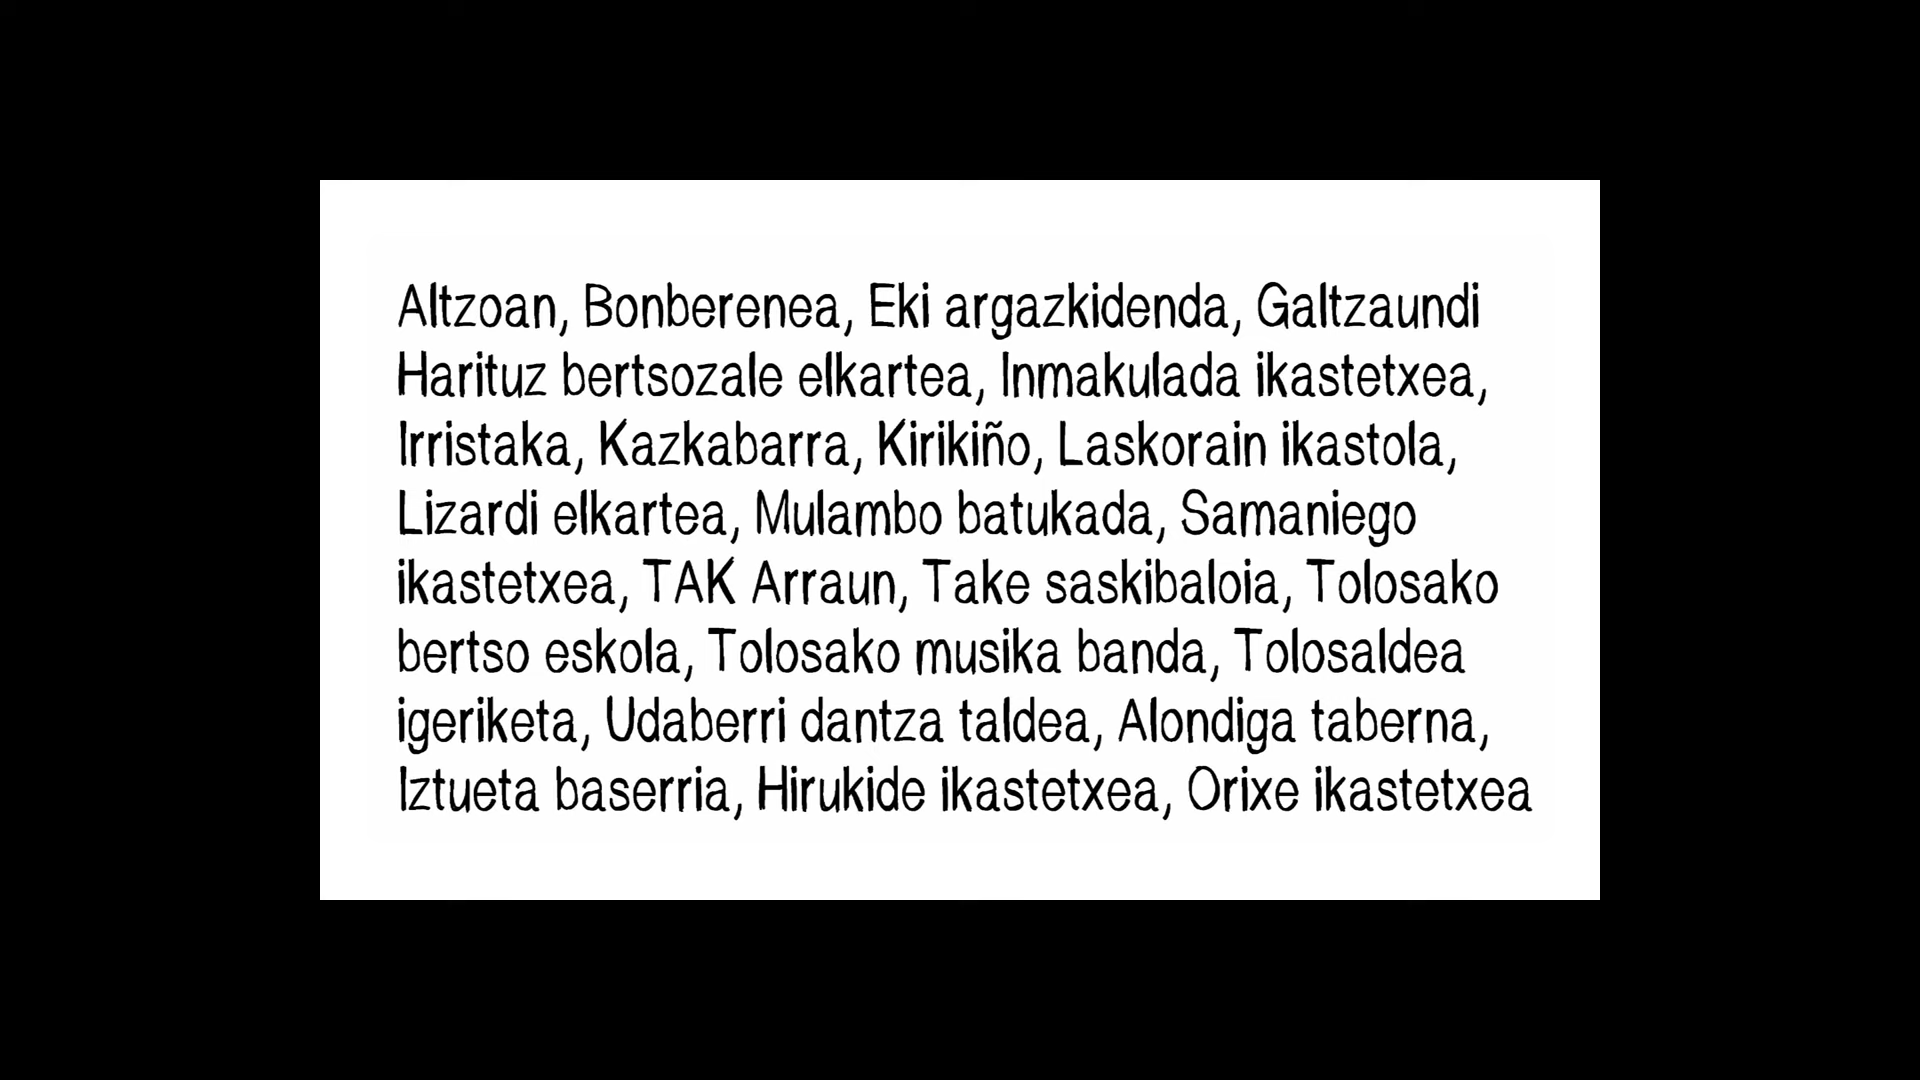 Altzoan, Bonberenea, Eki argazkidenda, Galtzaundi
Harituz bertsozale elkartea, Inmakulada ikastetxea,
Irristaka, Kazkabarra, Kirikiño, Laskorain ikastola,
Lizardi elkartea, Mulambo batukada, Samaniego
ikastetxea, TAK Arraun, Take saskibaloia, Tolosako
bertso eskola, Tolosako musika banda, Tolosaldea
igeriketa, Udaberri dantza taldea, Alondiga taberna,
Iztueta baserria, Hirukide ikastetxea, Orixe ikastetxea